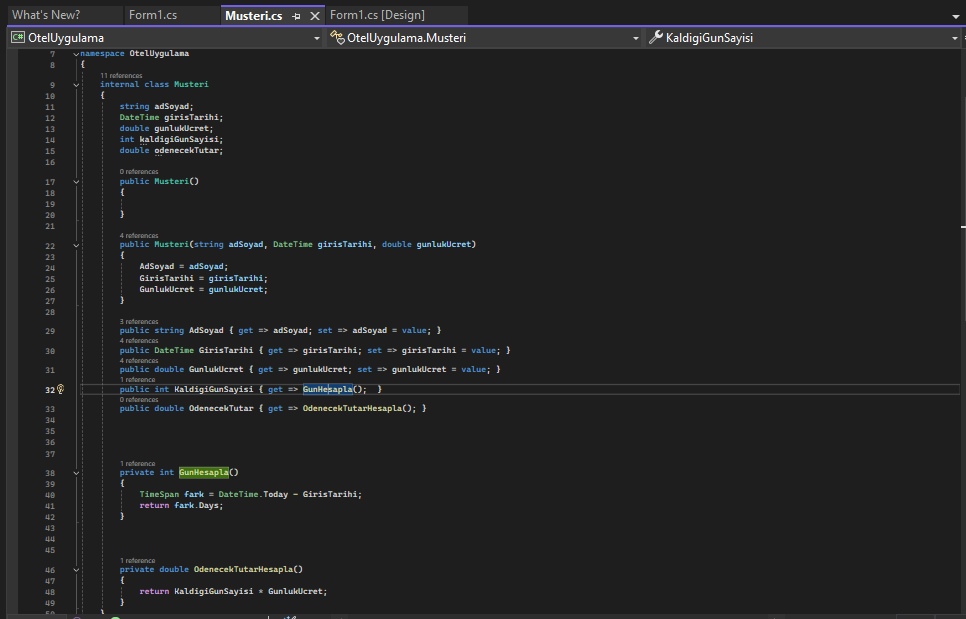 What's New? Form1.cs Musteri.cs Form1.cs [Design]
C# OtelUygulama OtelUygulama.Musteri KaldigiGunSayisi
7 namespace OtelUygulama
8 {
11 references
9 internal class Musteri
10 {
11 string adSoyad;
12 DateTime girisTarihi;
13 double gunlukUcret;
14 int kaldigiGunSayisi;
15 double odenecekTutar;
16
0 references
17 public Musteri()
18 {
19
20 }
21
4 references
22 public Musteri(string adSoyad, DateTime girisTarihi, double gunlukUcret)
23 {
24 AdSoyad = adSoyad;
25 GirisTarihi = girisTarihi;
26 GunlukUcret = gunlukUcret;
27 }
28
3 references
29 public string AdSoyad { get => adSoyad; set => adSoyad = value; }
4 references
30 public DateTime GirisTarihi { get => girisTarihi; set => girisTarihi = value; }
4 references
31 public double GunlukUcret { get => gunlukUcret; set => gunlukUcret = value; }
1 reference
32 public int KaldigiGunSayisi { get => GunHesapla(); }
0 references
33 public double OdenecekTutar { get => OdenecekTutarHesapla(); }
34
35
36
37
1 reference
38 private int GunHesapla()
39 {
40 TimeSpan fark = DateTime.Today - GirisTarihi;
41 return fark.Days;
42 }
43
44
45
1 reference
46 private double OdenecekTutarHesapla()
47 {
48 return KaldigiGunSayisi * GunlukUcret;
49 }
50 }